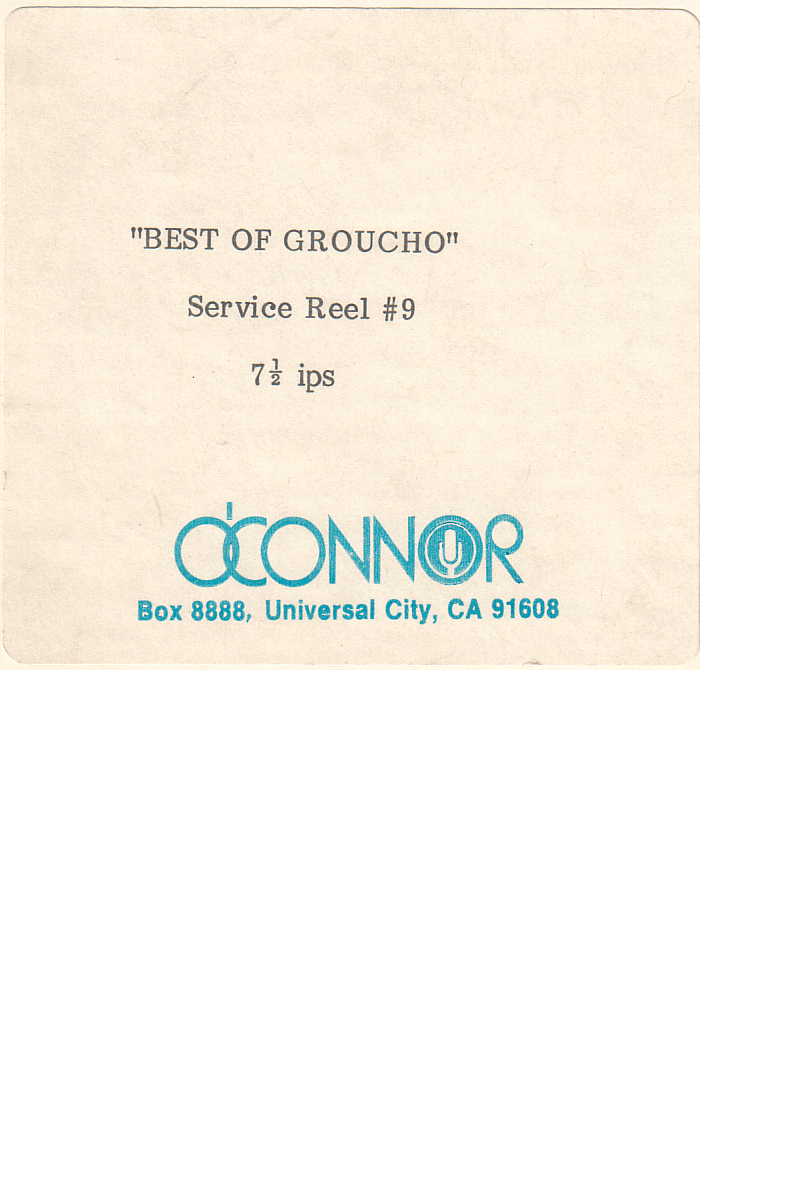 "BEST OF GROUCHO"
Service Reel #9
7½ ips
O'CONNOR
Box 8888, Universal City, CA 91608